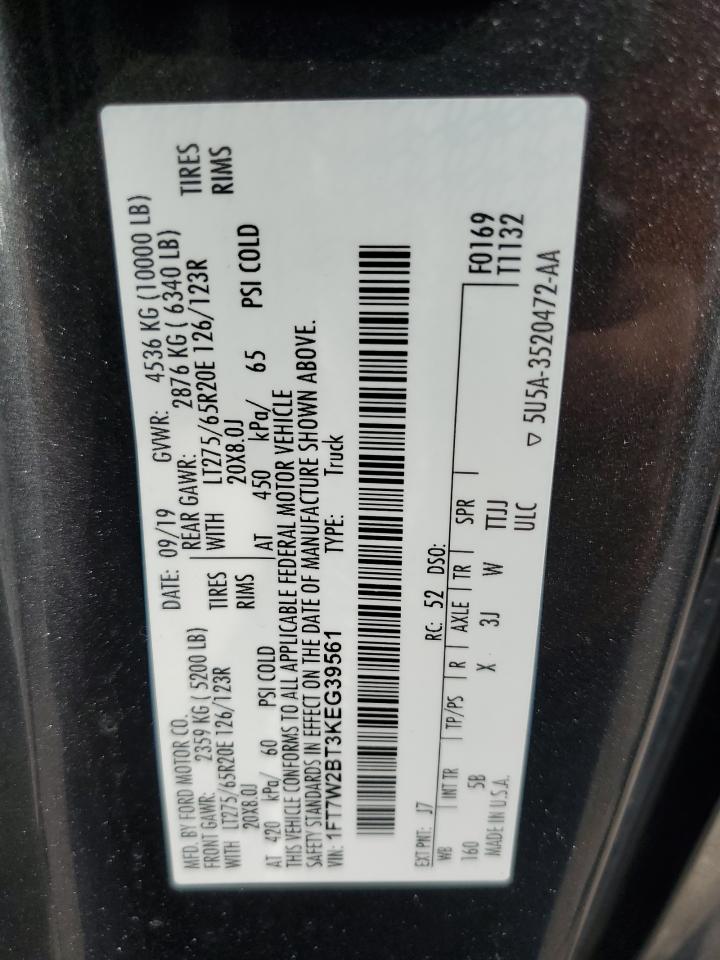 MFD. BY FORD MOTOR CO.
DATE: 09/19 GVWR: 4536 KG (10000 LB)
FRONT GAWR: 2359 KG ( 5200 LB)
REAR GAWR: 2876 KG ( 6340 LB)
WITH LT275/65R20E 126/123R TIRES
WITH LT275/65R20E 126/123R TIRES
20X8.0J RIMS
20X8.0J RIMS
AT 420 kPa/ 60 PSI COLD
AT 450 kPa/ 65 PSI COLD
THIS VEHICLE CONFORMS TO ALL APPLICABLE FEDERAL MOTOR VEHICLE
SAFETY STANDARDS IN EFFECT ON THE DATE OF MANUFACTURE SHOWN ABOVE.
VIN: 1FT7W2BT3KEG39561 TYPE: Truck
EXT PNT: J7 RC: 52 DSO: F0169
WB INT TR TP/PS R AXLE TR SPR T1132
160 5B X 3J W TTJJ
MADE IN U.S.A. ULC ▽ 5U5A-3520472-AA